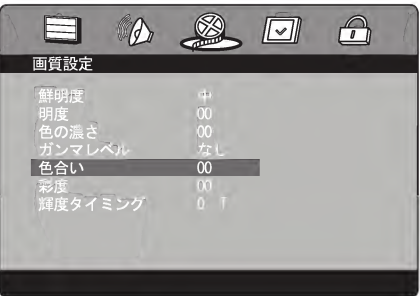 画質設定
鮮明度 中
明度 00
色の濃さ 00
ガンマレベル なし
色合い 00
彩度 00
輝度タイミング 0 T